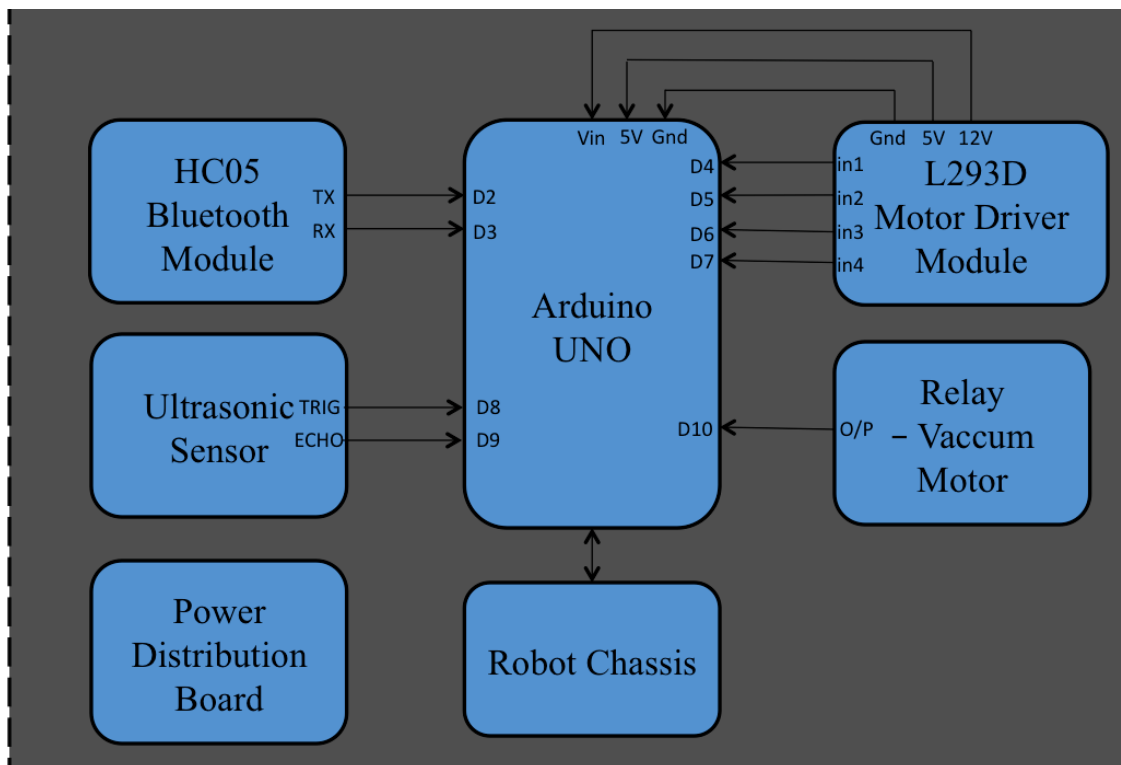 HC05
Bluetooth
Module
TX
RX
Ultrasonic
Sensor
TRIG
ECHO
Power
Distribution
Board
Vin 5V Gnd
D2
D3
D4
D5
D6
D7
Arduino
UNO
D8
D9
D10
Robot Chassis
Gnd 5V 12V
in1
in2
in3
in4
L293D
Motor Driver
Module
O/P
Relay
– Vaccum
Motor